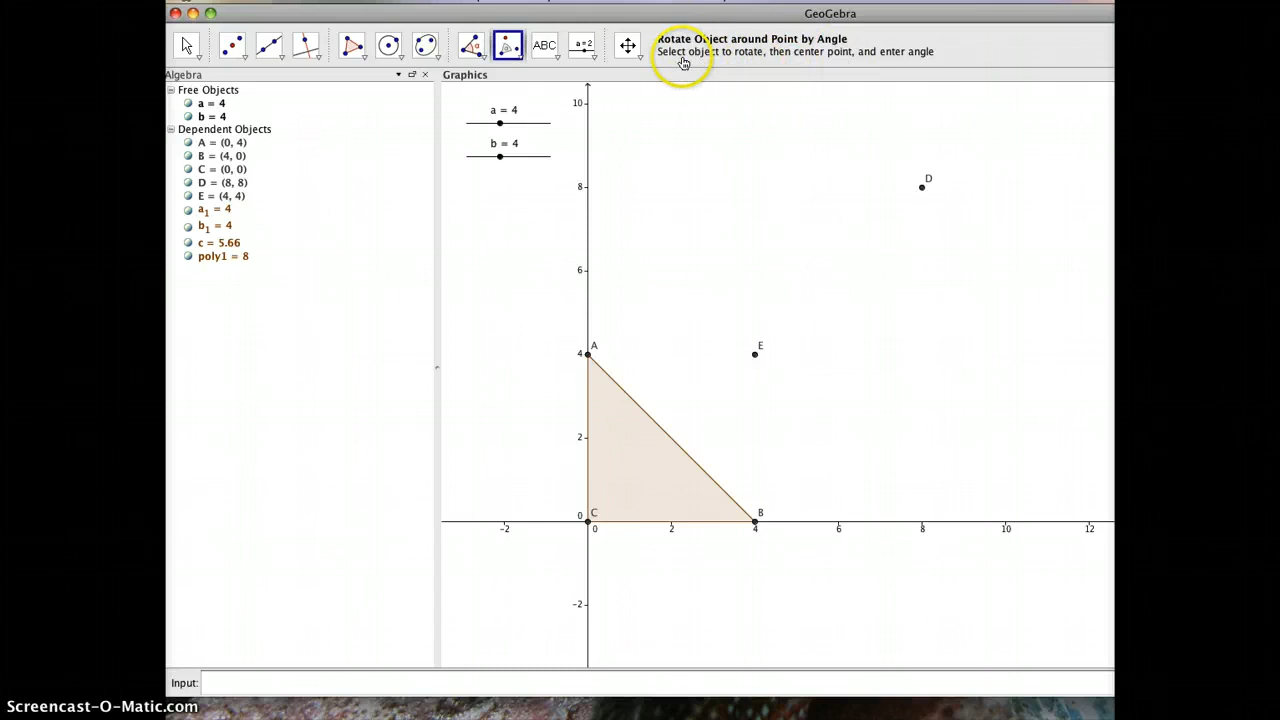 GeoGebra
ABC
a=2
Rotate Object around Point by Angle
Select object to rotate, then center point, and enter angle
Algebra
Graphics
Free Objects
a = 4
b = 4
Dependent Objects
A = (0, 4)
B = (4, 0)
C = (0, 0)
D = (8, 8)
E = (4, 4)
a1 = 4
b1 = 4
c = 5.66
poly1 = 8
a = 4
b = 4
10
8
6
4
2
0
-2
D
A
E
C
B
-2
0
2
4
6
8
10
12
Input:
Screencast-O-Matic.com